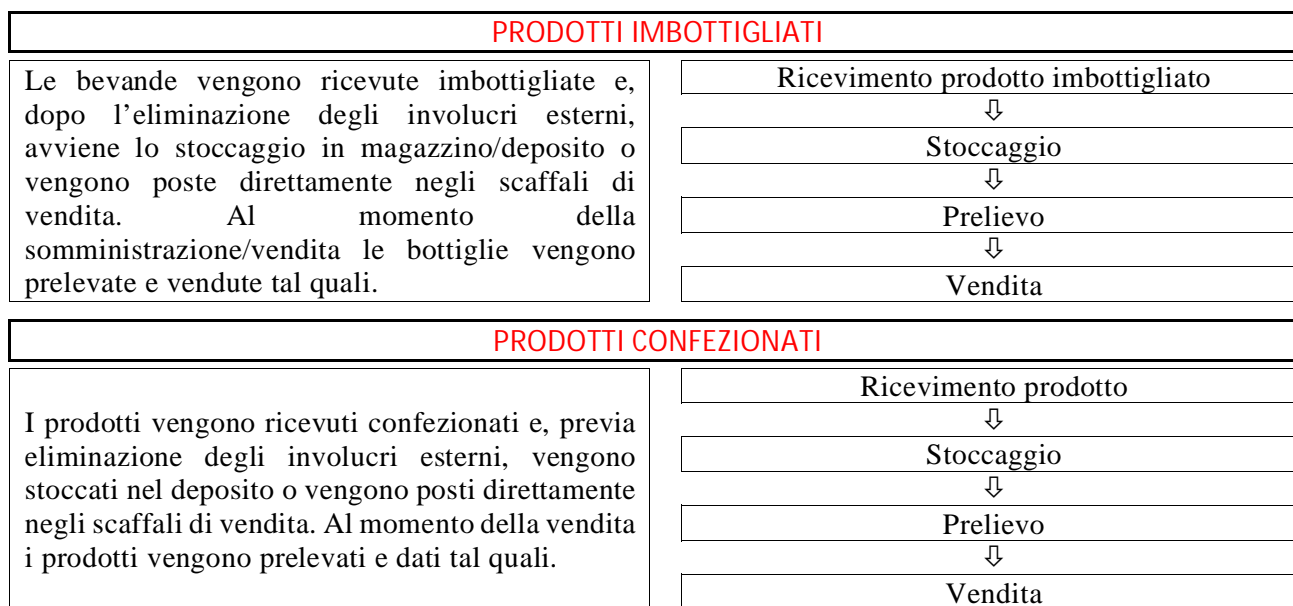 PRODOTTI IMBOTTIGLIATI
Le bevande vengono ricevute imbottigliate e,
dopo l'eliminazione degli involucri esterni,
avviene lo stoccaggio in magazzino/deposito o
vengono poste direttamente negli scaffali di
vendita. Al momento della
somministrazione/vendita le bottiglie vengono
prelevate e vendute tal quali.
Ricevimento prodotto imbottigliato
⇩
Stoccaggio
⇩
Prelievo
⇩
Vendita
PRODOTTI CONFEZIONATI
I prodotti vengono ricevuti confezionati e, previa
eliminazione degli involucri esterni, vengono
stoccati nel deposito o vengono posti direttamente
negli scaffali di vendita. Al momento della vendita
i prodotti vengono prelevati e dati tal quali.
Ricevimento prodotto
⇩
Stoccaggio
⇩
Prelievo
⇩
Vendita